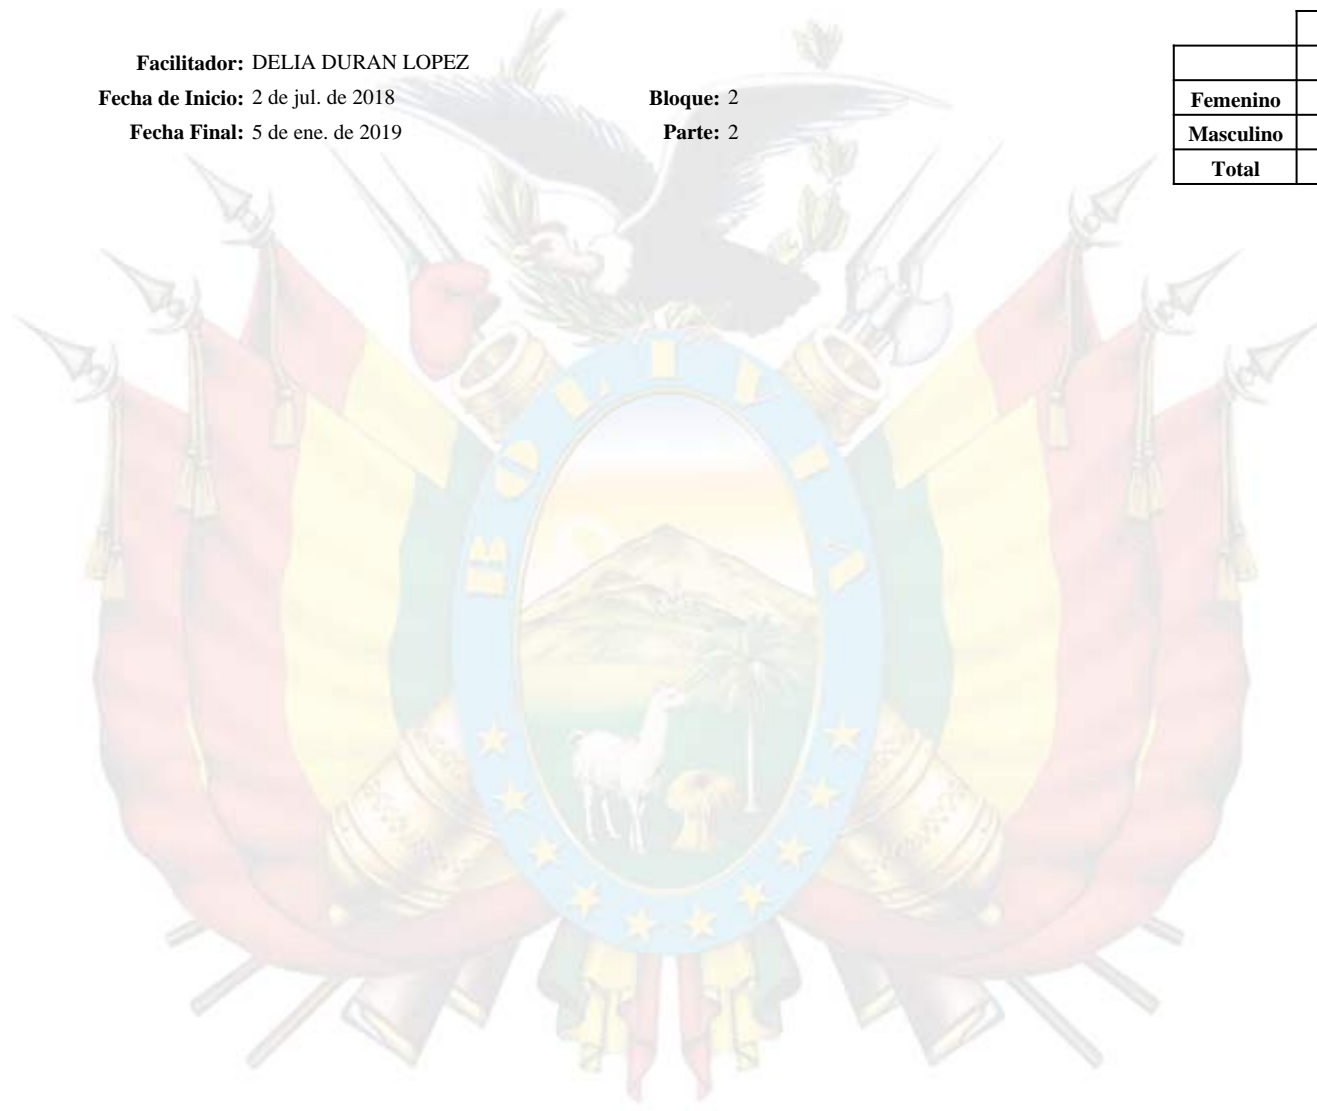 Facilitador: DELIA DURAN LOPEZ
Fecha de Inicio: 2 de jul. de 2018 Bloque: 2
Fecha Final: 5 de ene. de 2019 Parte: 2
Femenino
Masculino
Total
BOLIVIA